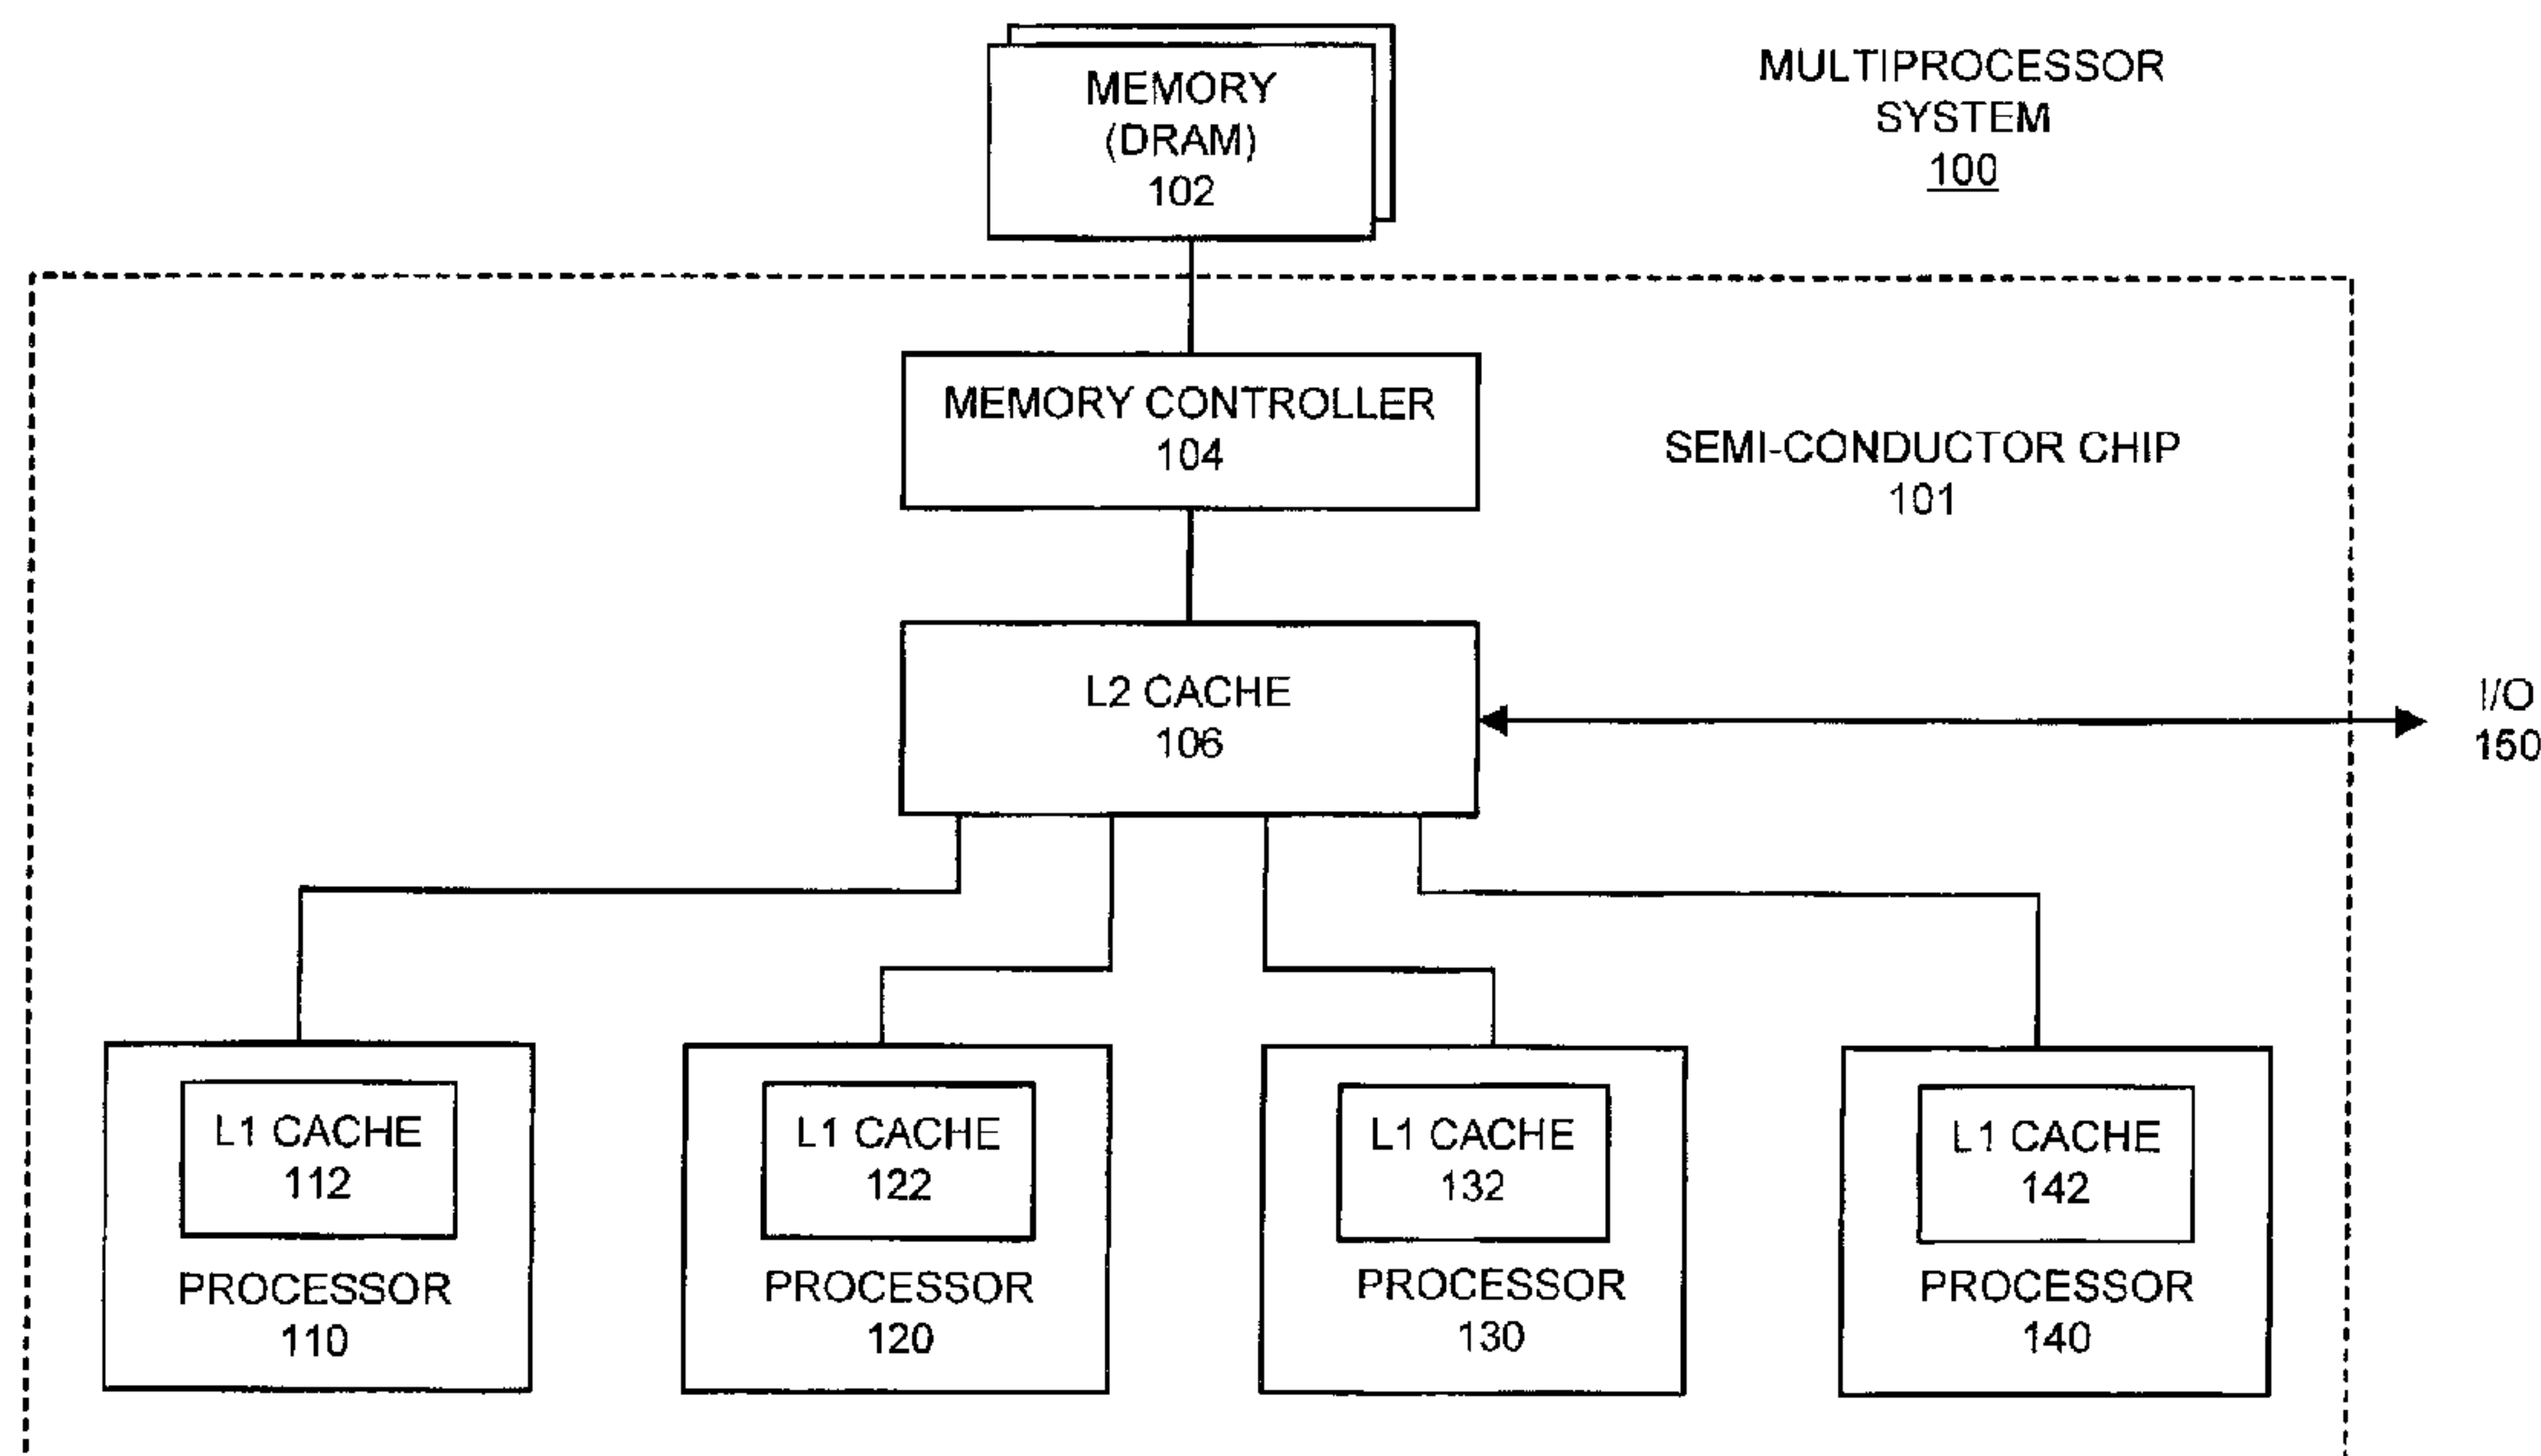 MEMORY
(DRAM)
102
MULTIPROCESSOR
SYSTEM
100
MEMORY CONTROLLER
104
SEMI-CONDUCTOR CHIP
101
L2 CACHE
106
I/O
150
L1 CACHE
112
PROCESSOR
110
L1 CACHE
122
PROCESSOR
120
L1 CACHE
132
PROCESSOR
130
L1 CACHE
142
PROCESSOR
140